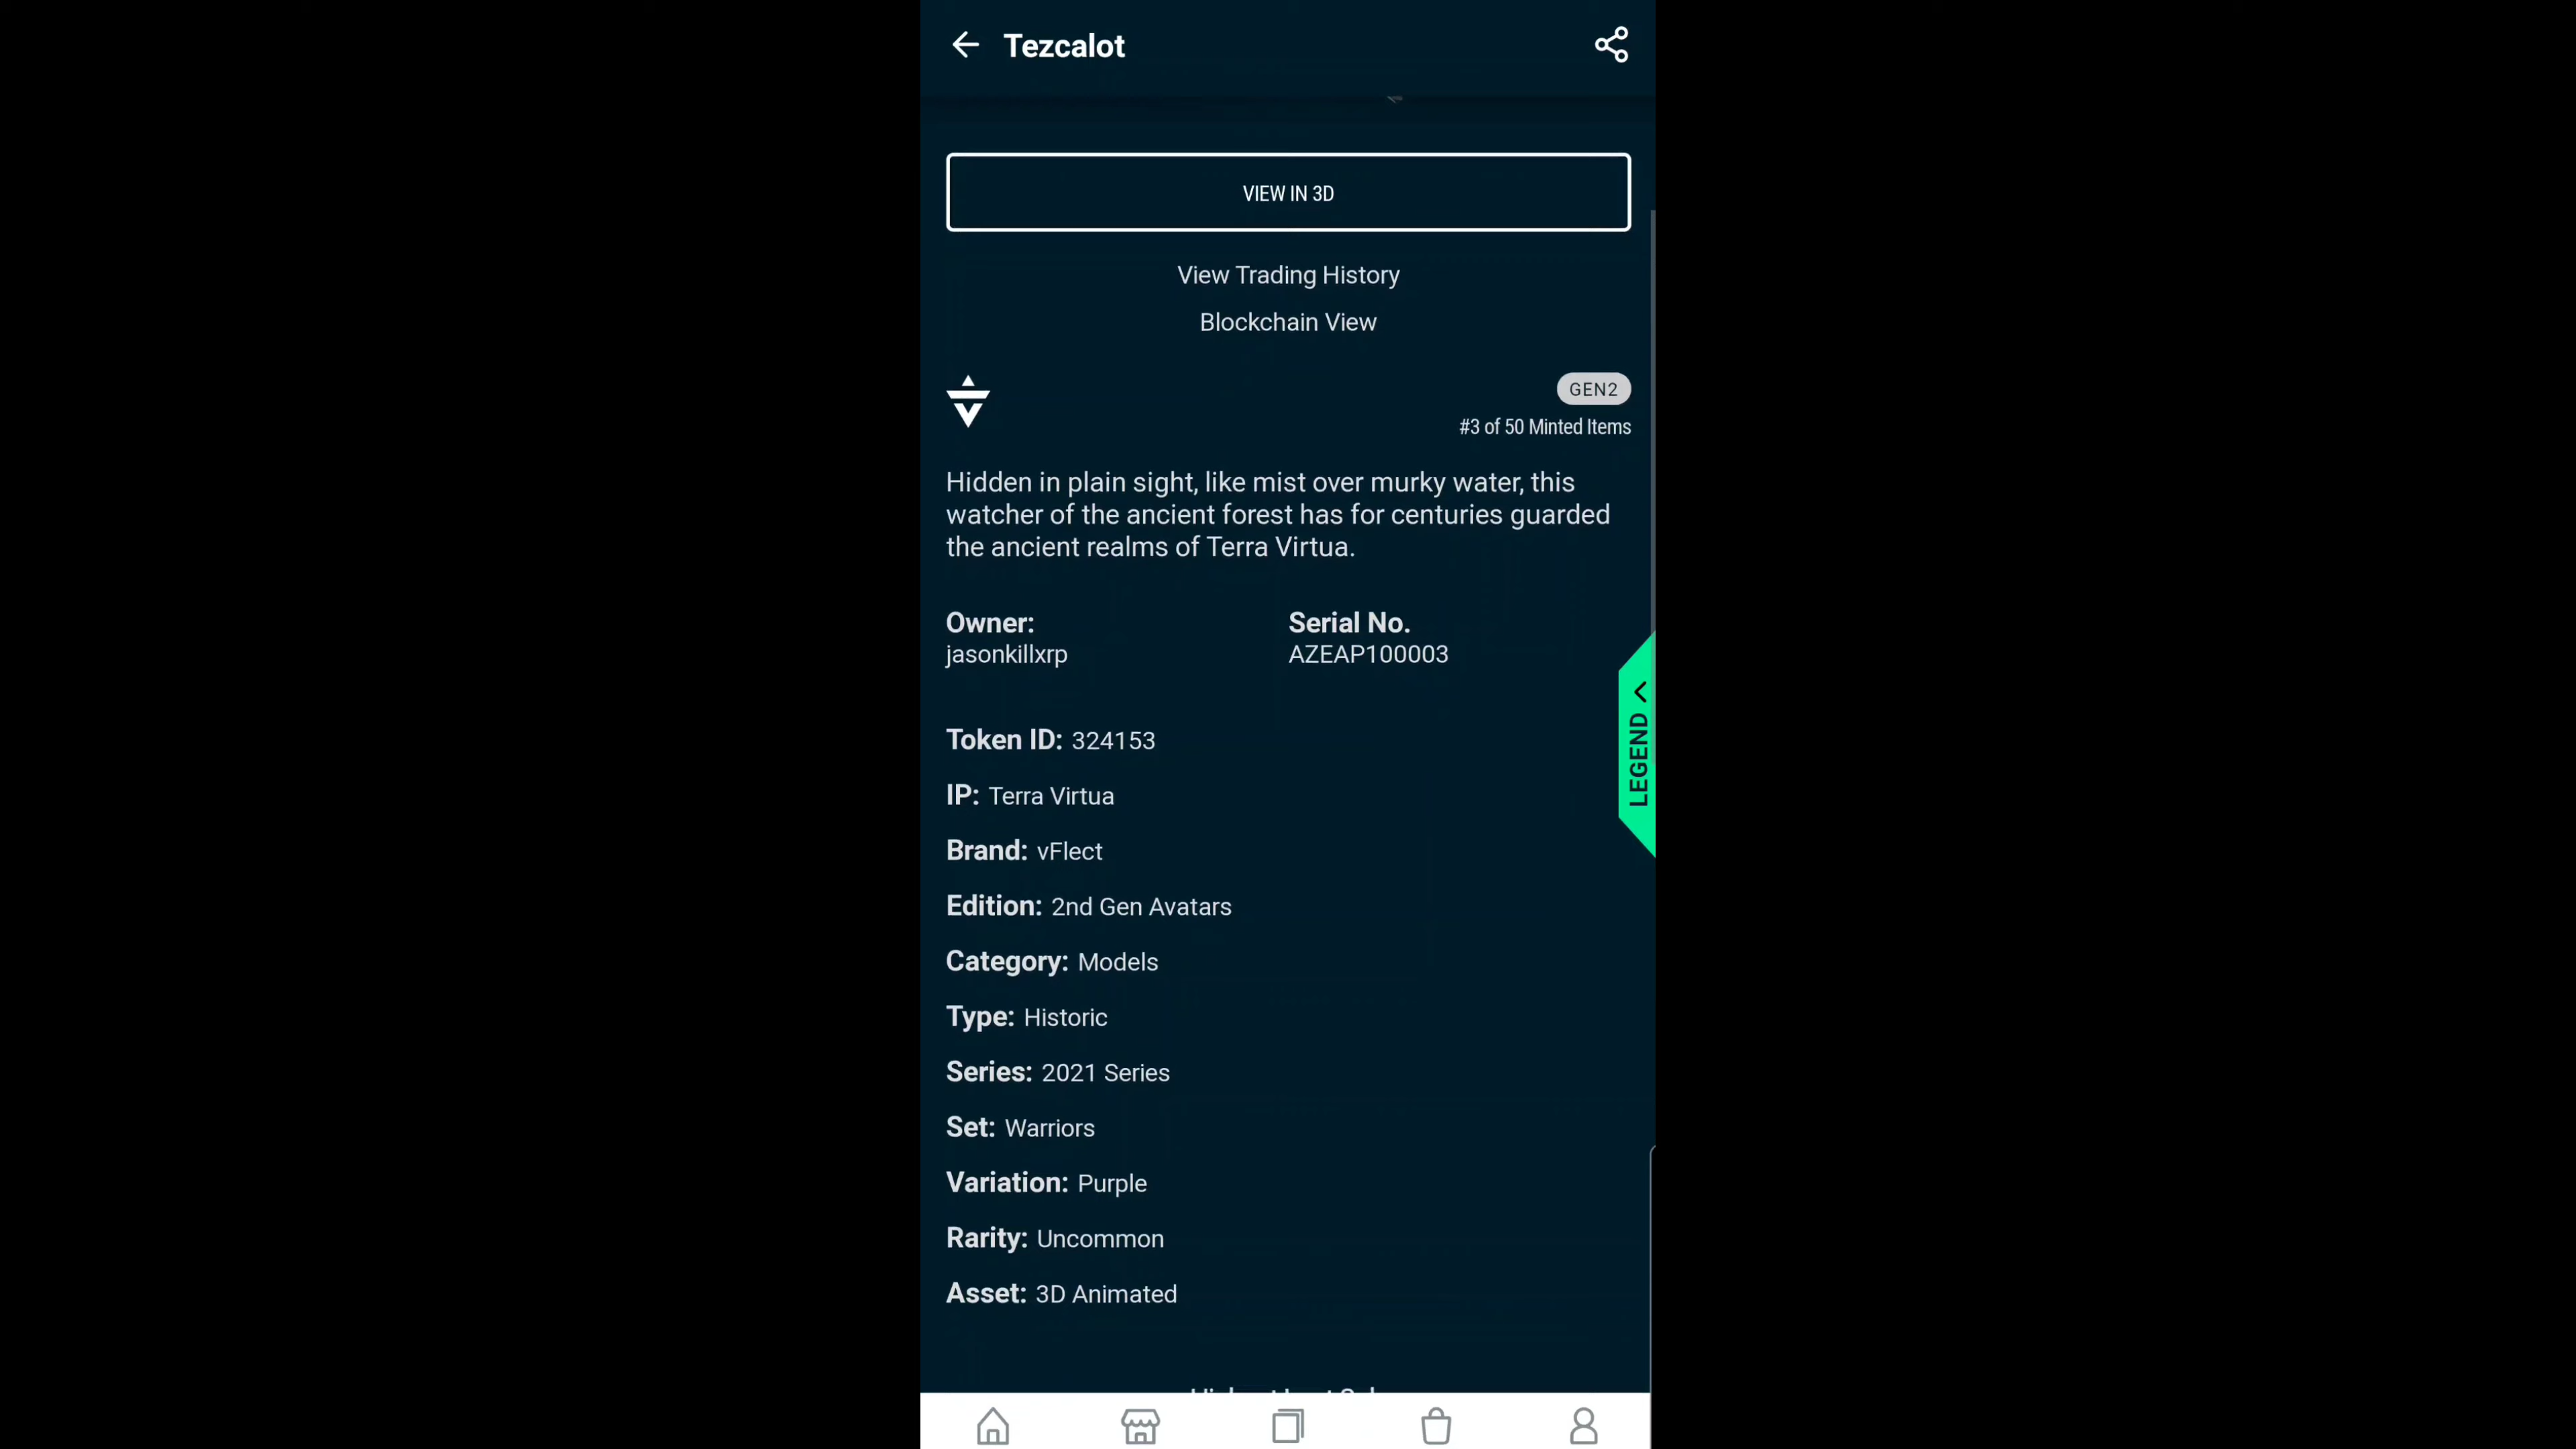 Tezcalot
VIEW IN 3D
View Trading History
Blockchain View
GEN2
#3 of 50 Minted Items
Hidden in plain sight, like mist over murky water, this
watcher of the ancient forest has for centuries guarded
the ancient realms of Terra Virtua.
Owner:
jasonkillxrp
Serial No.
AZEAP100003
LEGEND
Token ID: 324153
IP: Terra Virtua
Brand: vFlect
Edition: 2nd Gen Avatars
Category: Models
Type: Historic
Series: 2021 Series
Set: Warriors
Variation: Purple
Rarity: Uncommon
Asset: 3D Animated